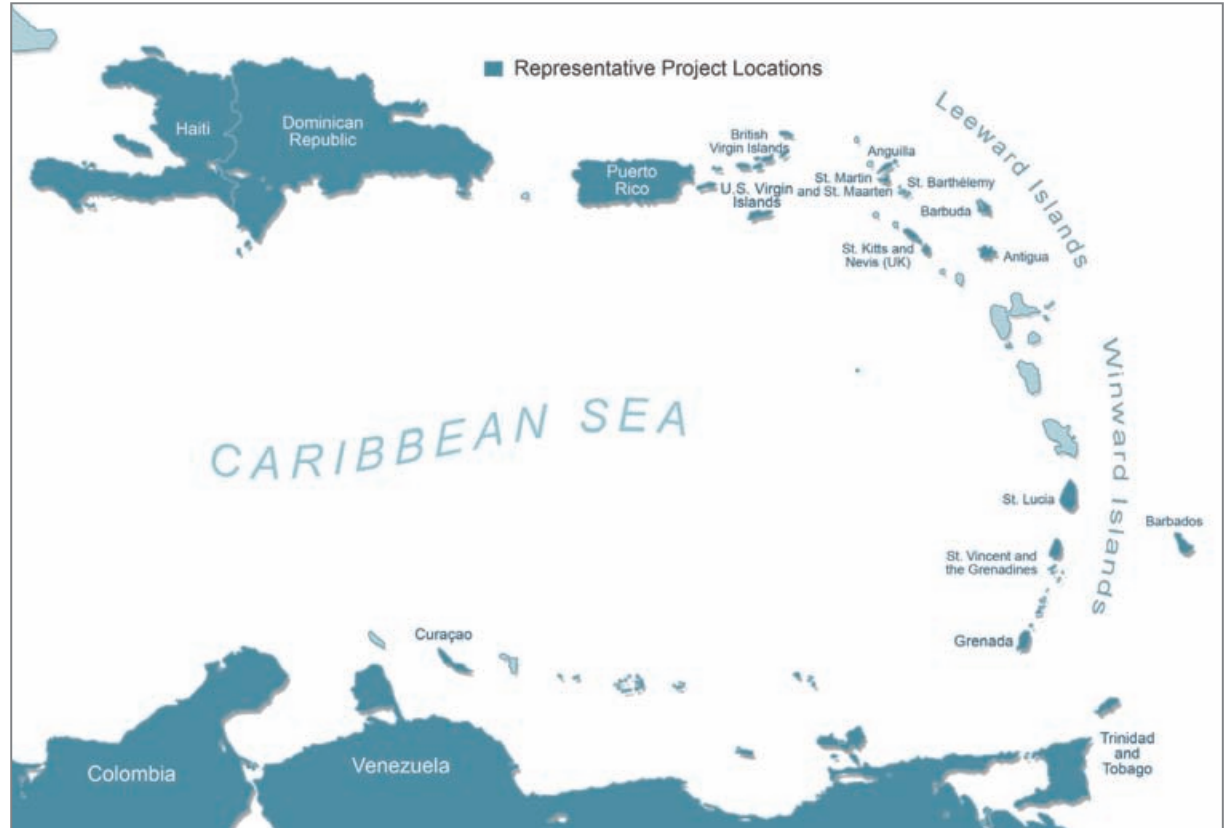 Representative Project Locations
Haiti
Dominican
Republic
Puerto
Rico
British
Virgin Islands
U.S. Virgin
Islands
Anguilla
St. Martin
and St. Maarten
St. Barthélemy
Barbuda
St. Kitts and
Nevis (UK)
Antigua
Leeward Islands
CARIBBEAN SEA
Winward Islands
St. Lucia
Barbados
St. Vincent and
the Grenadines
Grenada
Curaçao
Colombia
Venezuela
Trinidad
and
Tobago